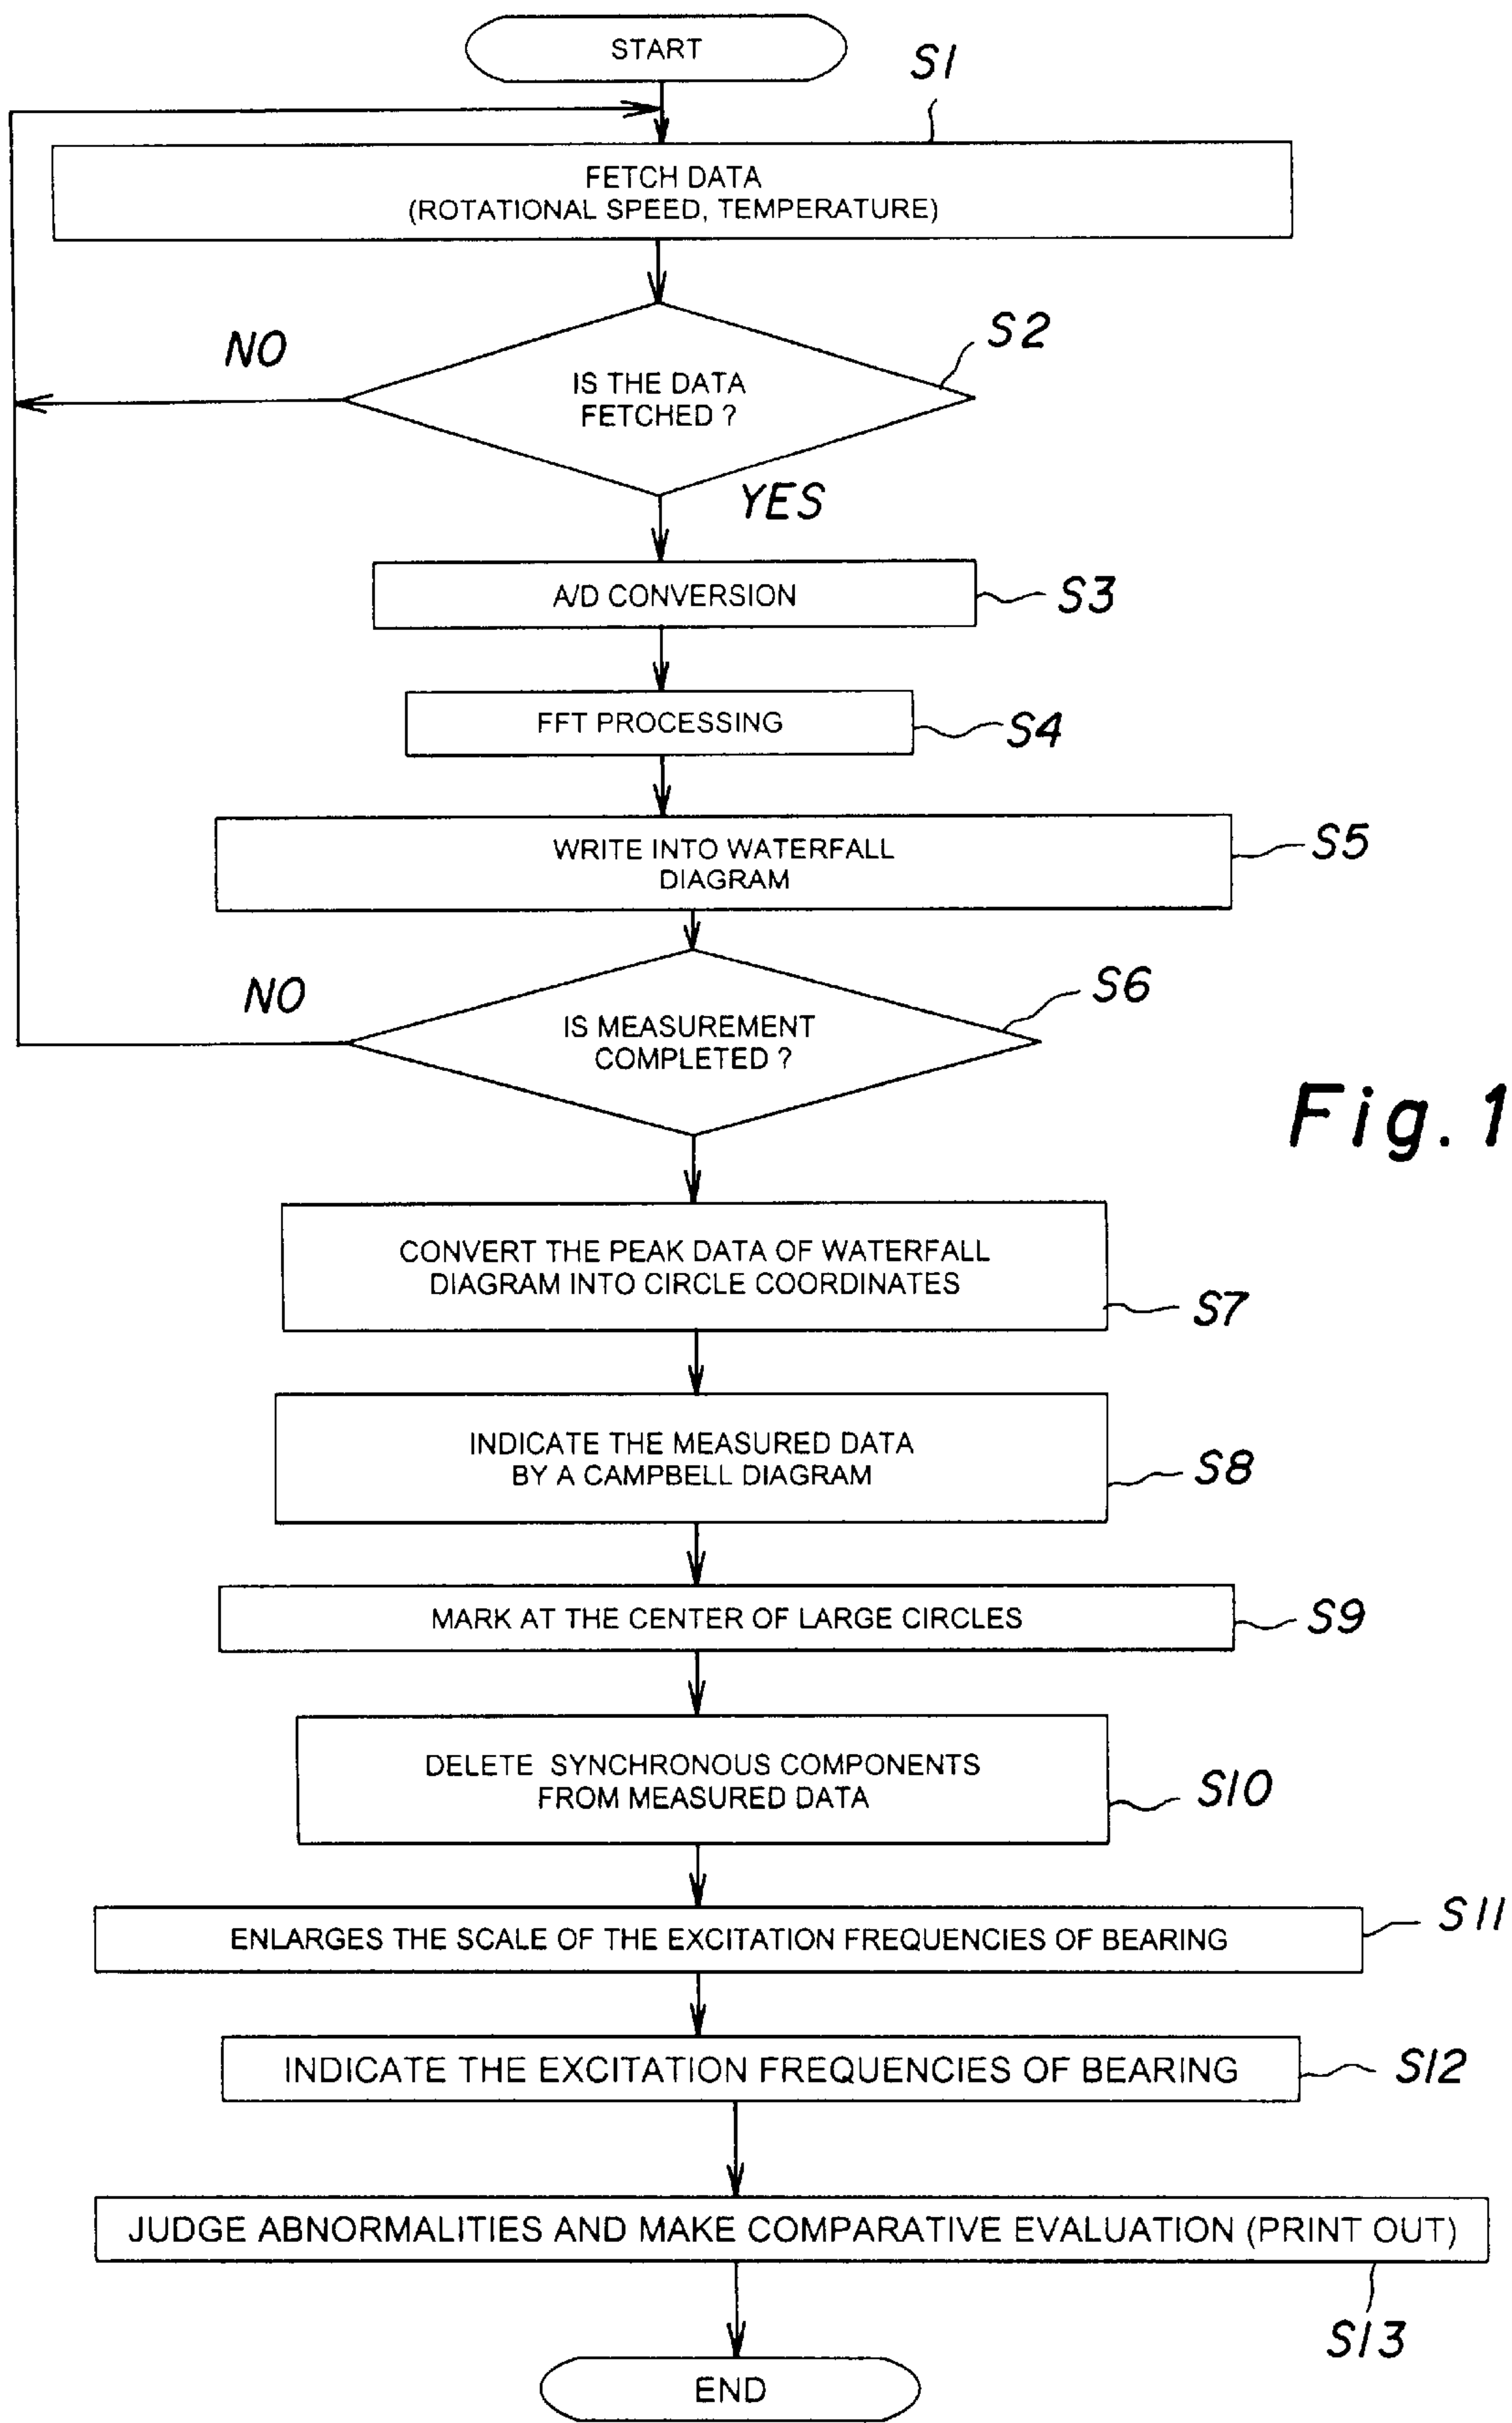 START
S1
FETCH DATA
(ROTATIONAL SPEED, TEMPERATURE)
NO
S2
IS THE DATA
FETCHED ?
YES
A/D CONVERSION
S3
FFT PROCESSING
S4
WRITE INTO WATERFALL
DIAGRAM
S5
NO
S6
IS MEASUREMENT
COMPLETED ?
Fig. 1
CONVERT THE PEAK DATA OF WATERFALL
DIAGRAM INTO CIRCLE COORDINATES
S7
INDICATE THE MEASURED DATA
BY A CAMPBELL DIAGRAM
S8
MARK AT THE CENTER OF LARGE CIRCLES
S9
DELETE SYNCHRONOUS COMPONENTS
FROM MEASURED DATA
S10
ENLARGES THE SCALE OF THE EXCITATION FREQUENCIES OF BEARING
S11
INDICATE THE EXCITATION FREQUENCIES OF BEARING
S12
JUDGE ABNORMALITIES AND MAKE COMPARATIVE EVALUATION (PRINT OUT)
S13
END